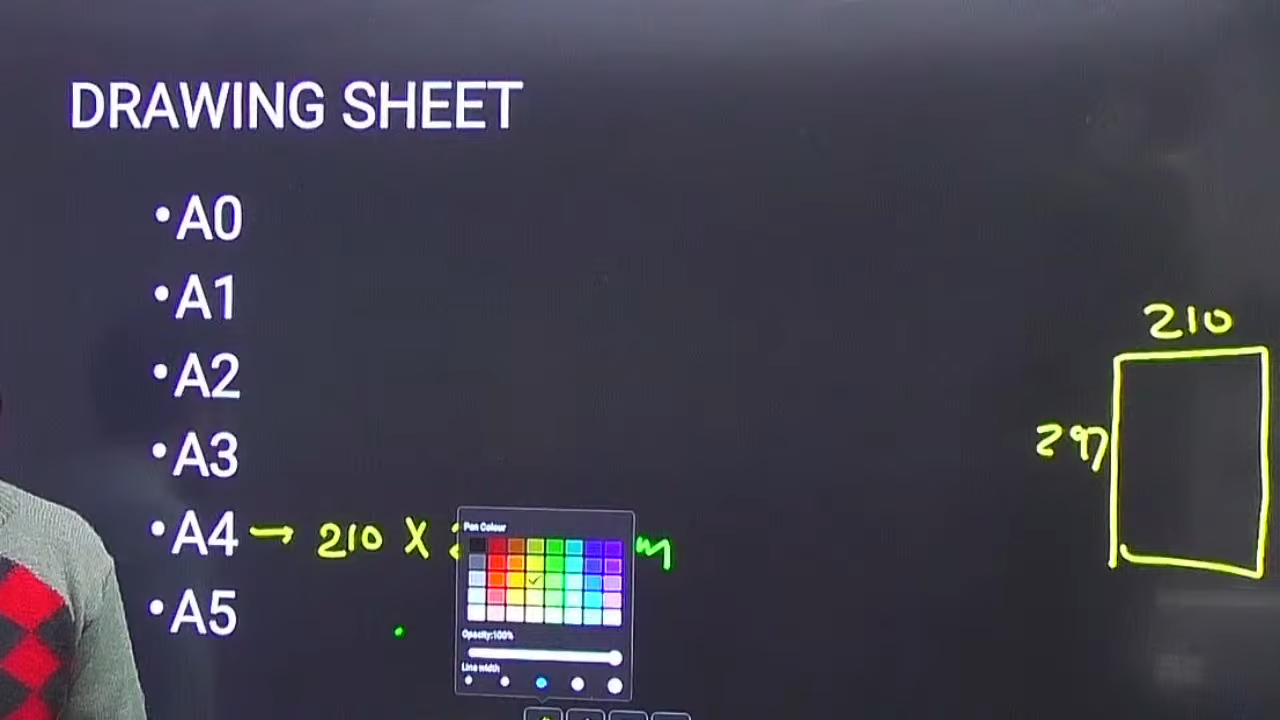 DRAWING SHEET
•A0
•A1
210
•A2
297
•A3
•A4 → 210 X
Pen Colour
•A5
Opacity:100%
Line width